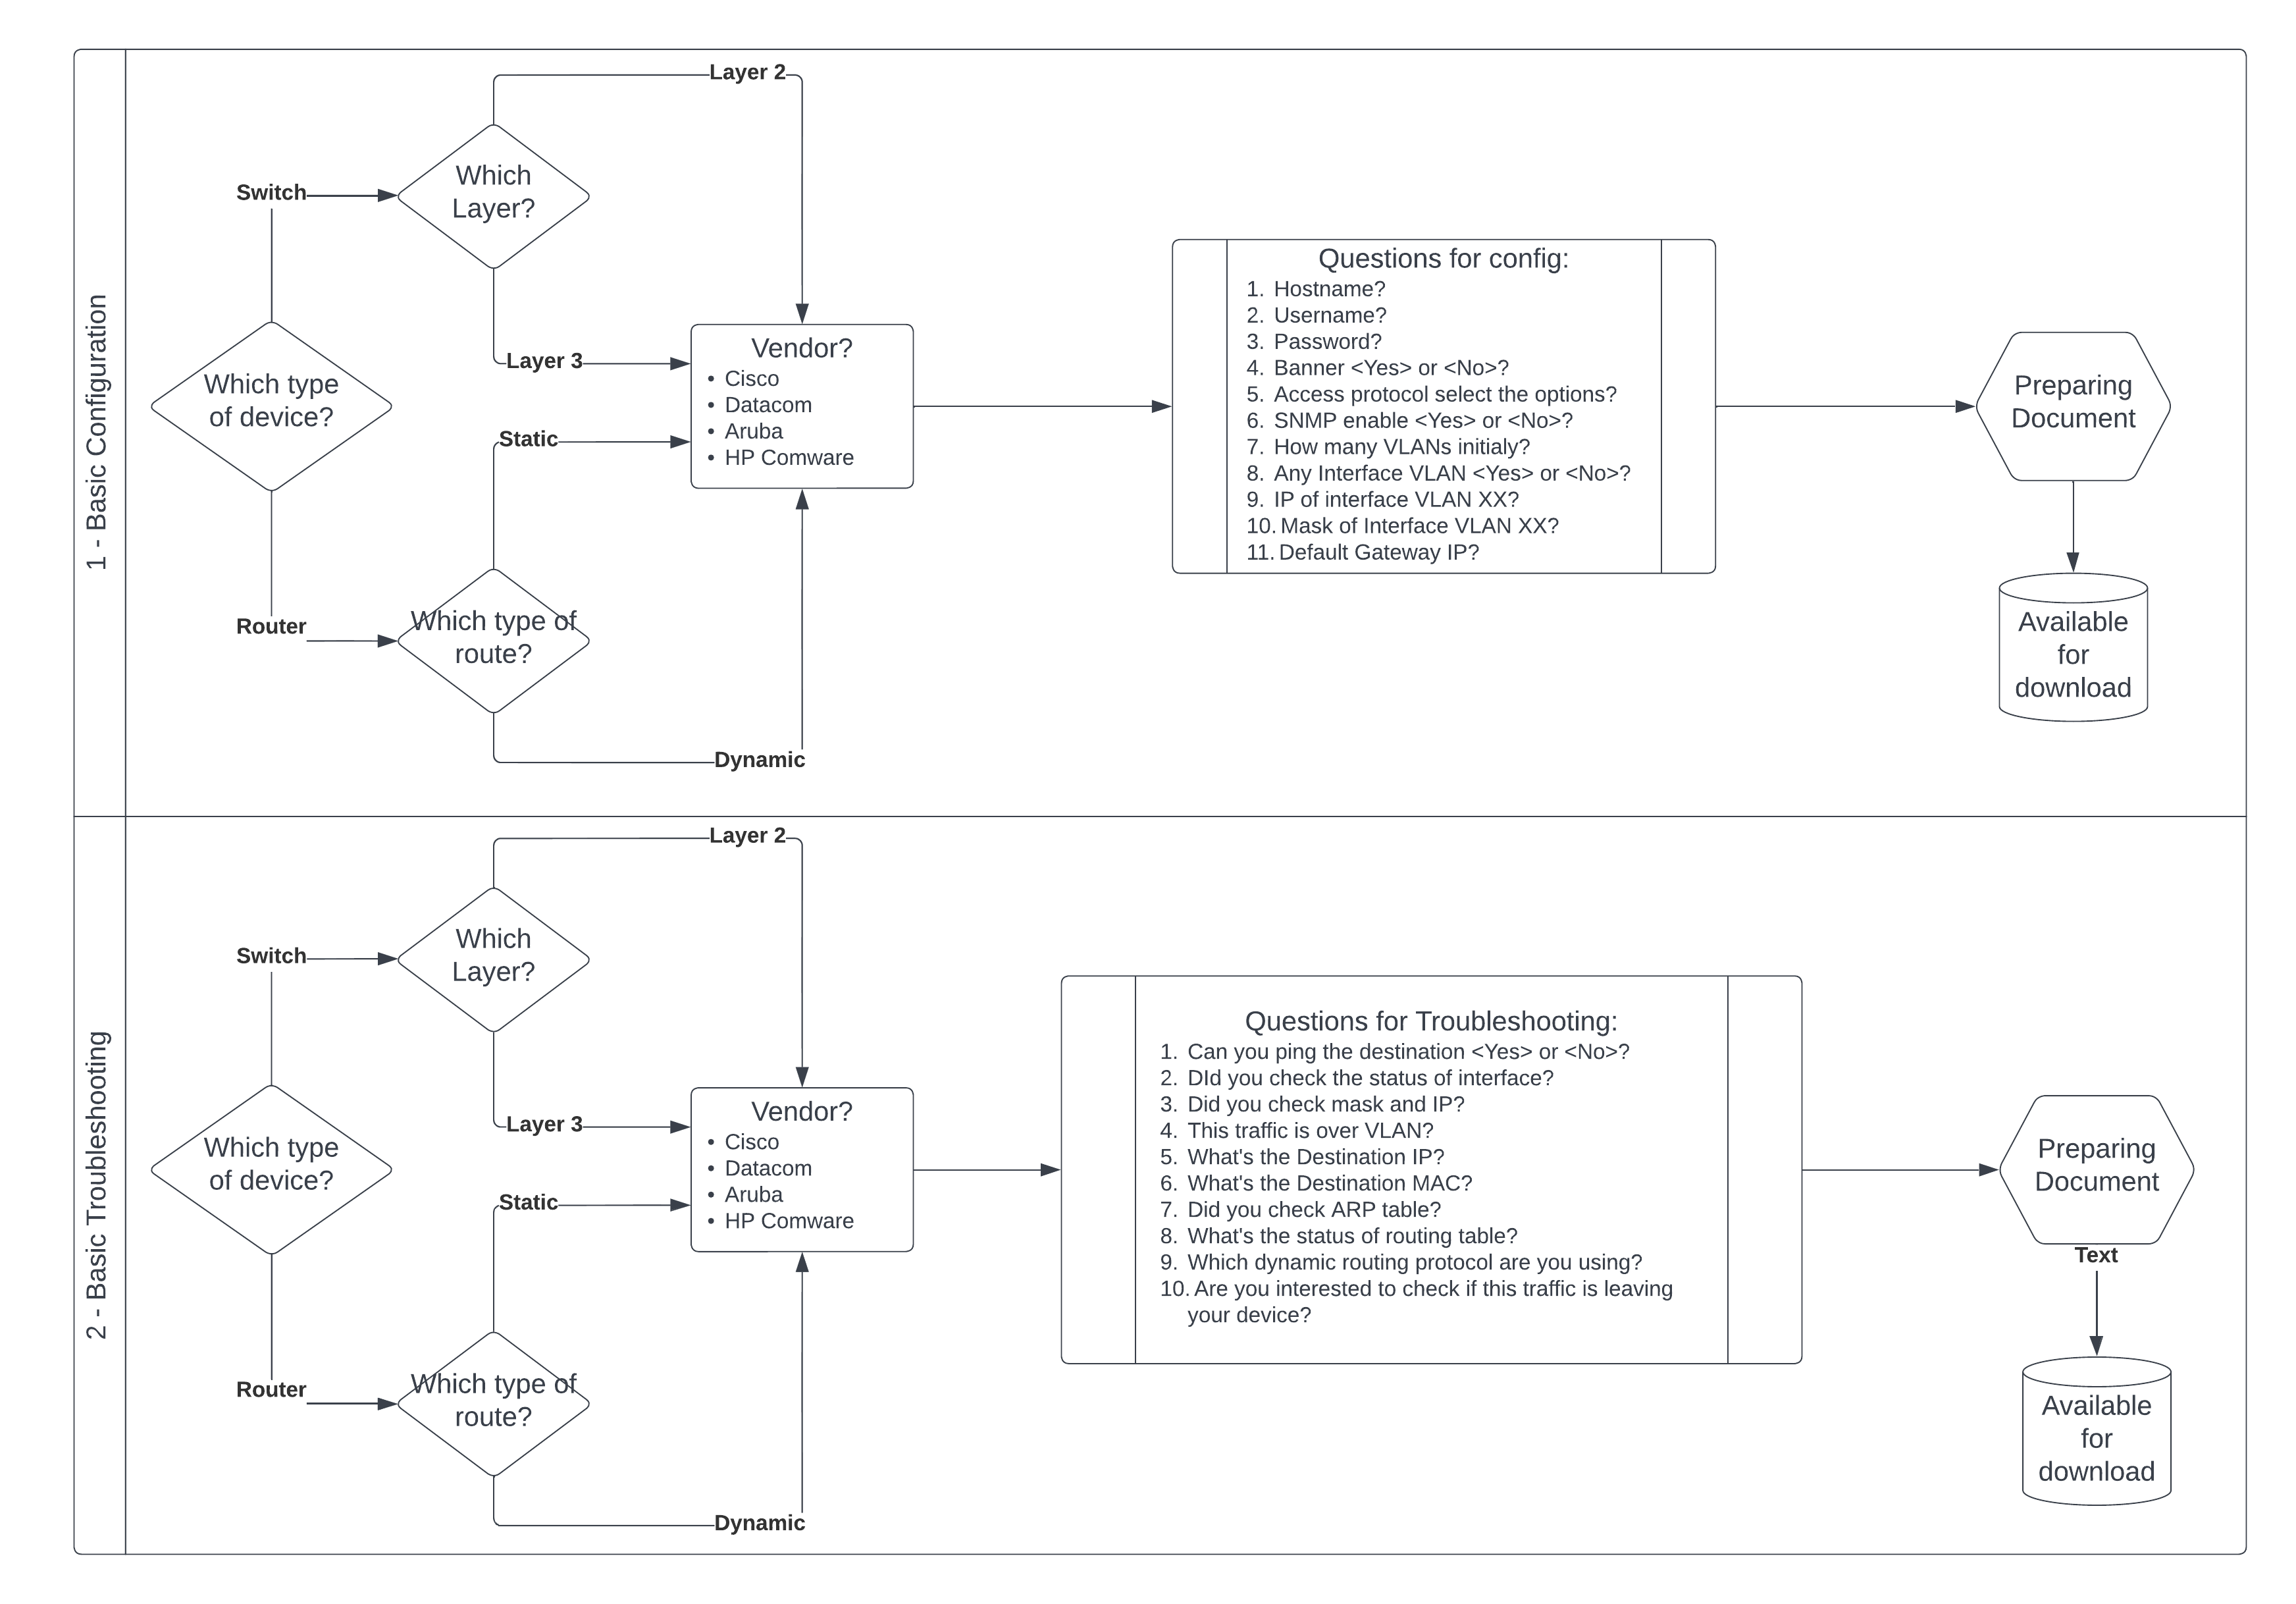 1 - Basic Configuration
Layer 2
Which
Layer?
Switch
Layer 3
Which type
of device?
Vendor?
• Cisco
• Datacom
• Aruba
• HP Comware
Static
Router
Which type of
route?
Dynamic
Questions for config:
1. Hostname?
2. Username?
3. Password?
4. Banner <Yes> or <No>?
5. Access protocol select the options?
6. SNMP enable <Yes> or <No>?
7. How many VLANs initialy?
8. Any Interface VLAN <Yes> or <No>?
9. IP of interface VLAN XX?
10. Mask of Interface VLAN XX?
11. Default Gateway IP?
Preparing
Document
Available
for
download
2 - Basic Troubleshooting
Layer 2
Which
Layer?
Switch
Layer 3
Which type
of device?
Vendor?
• Cisco
• Datacom
• Aruba
• HP Comware
Static
Router
Which type of
route?
Dynamic
Questions for Troubleshooting:
1. Can you ping the destination <Yes> or <No>?
2. DId you check the status of interface?
3. Did you check mask and IP?
4. This traffic is over VLAN?
5. What's the Destination IP?
6. What's the Destination MAC?
7. Did you check ARP table?
8. What's the status of routing table?
9. Which dynamic routing protocol are you using?
10. Are you interested to check if this traffic is leaving
your device?
Preparing
Document
Text
Available
for
download